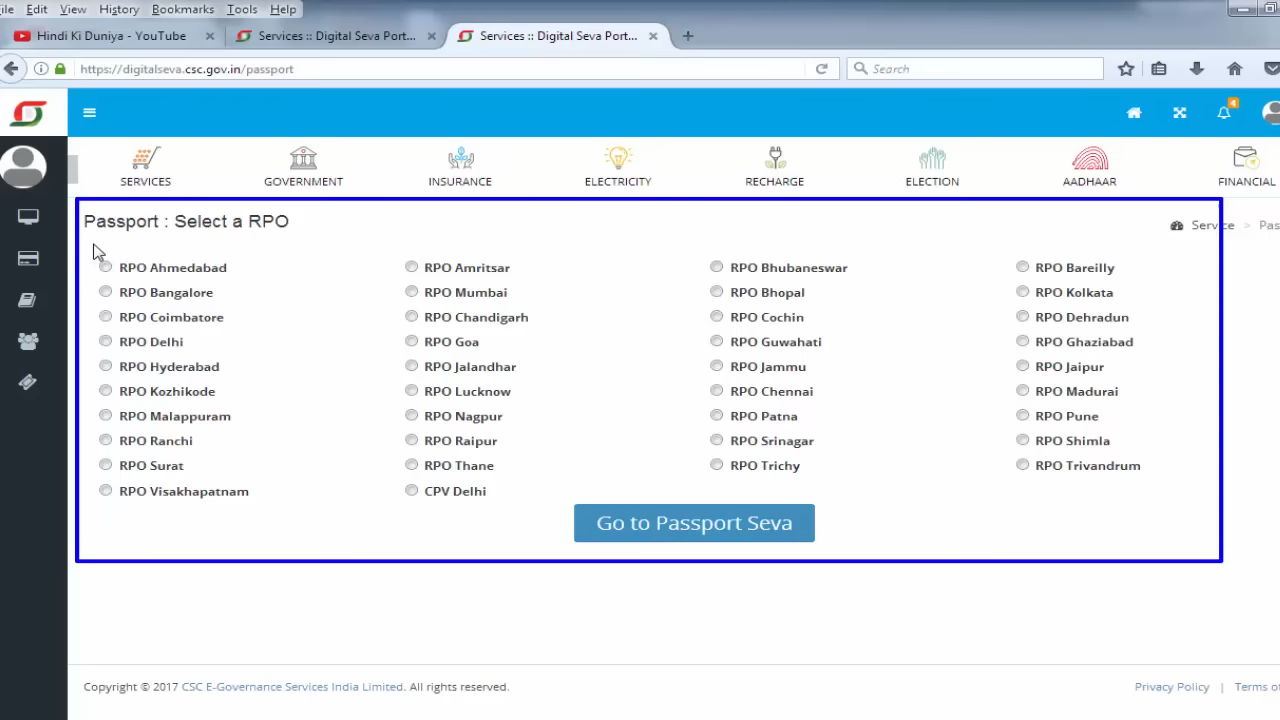 ile Edit View History Bookmarks Tools Help
Hindi Ki Duniya - YouTube × Services :: Digital Seva Port... × Services :: Digital Seva Port... × +
https://digitalseva.csc.gov.in/passport Search
4
SERVICES GOVERNMENT INSURANCE ELECTRICITY RECHARGE ELECTION AADHAAR FINANCIAL
Passport : Select a RPO Service > Pas
RPO Ahmedabad RPO Amritsar RPO Bhubaneswar RPO Bareilly
RPO Bangalore RPO Mumbai RPO Bhopal RPO Kolkata
RPO Coimbatore RPO Chandigarh RPO Cochin RPO Dehradun
RPO Delhi RPO Goa RPO Guwahati RPO Ghaziabad
RPO Hyderabad RPO Jalandhar RPO Jammu RPO Jaipur
RPO Kozhikode RPO Lucknow RPO Chennai RPO Madurai
RPO Malappuram RPO Nagpur RPO Patna RPO Pune
RPO Ranchi RPO Raipur RPO Srinagar RPO Shimla
RPO Surat RPO Thane RPO Trichy RPO Trivandrum
RPO Visakhapatnam CPV Delhi
Go to Passport Seva
Copyright © 2017 CSC E-Governance Services India Limited. All rights reserved. Privacy Policy | Terms of